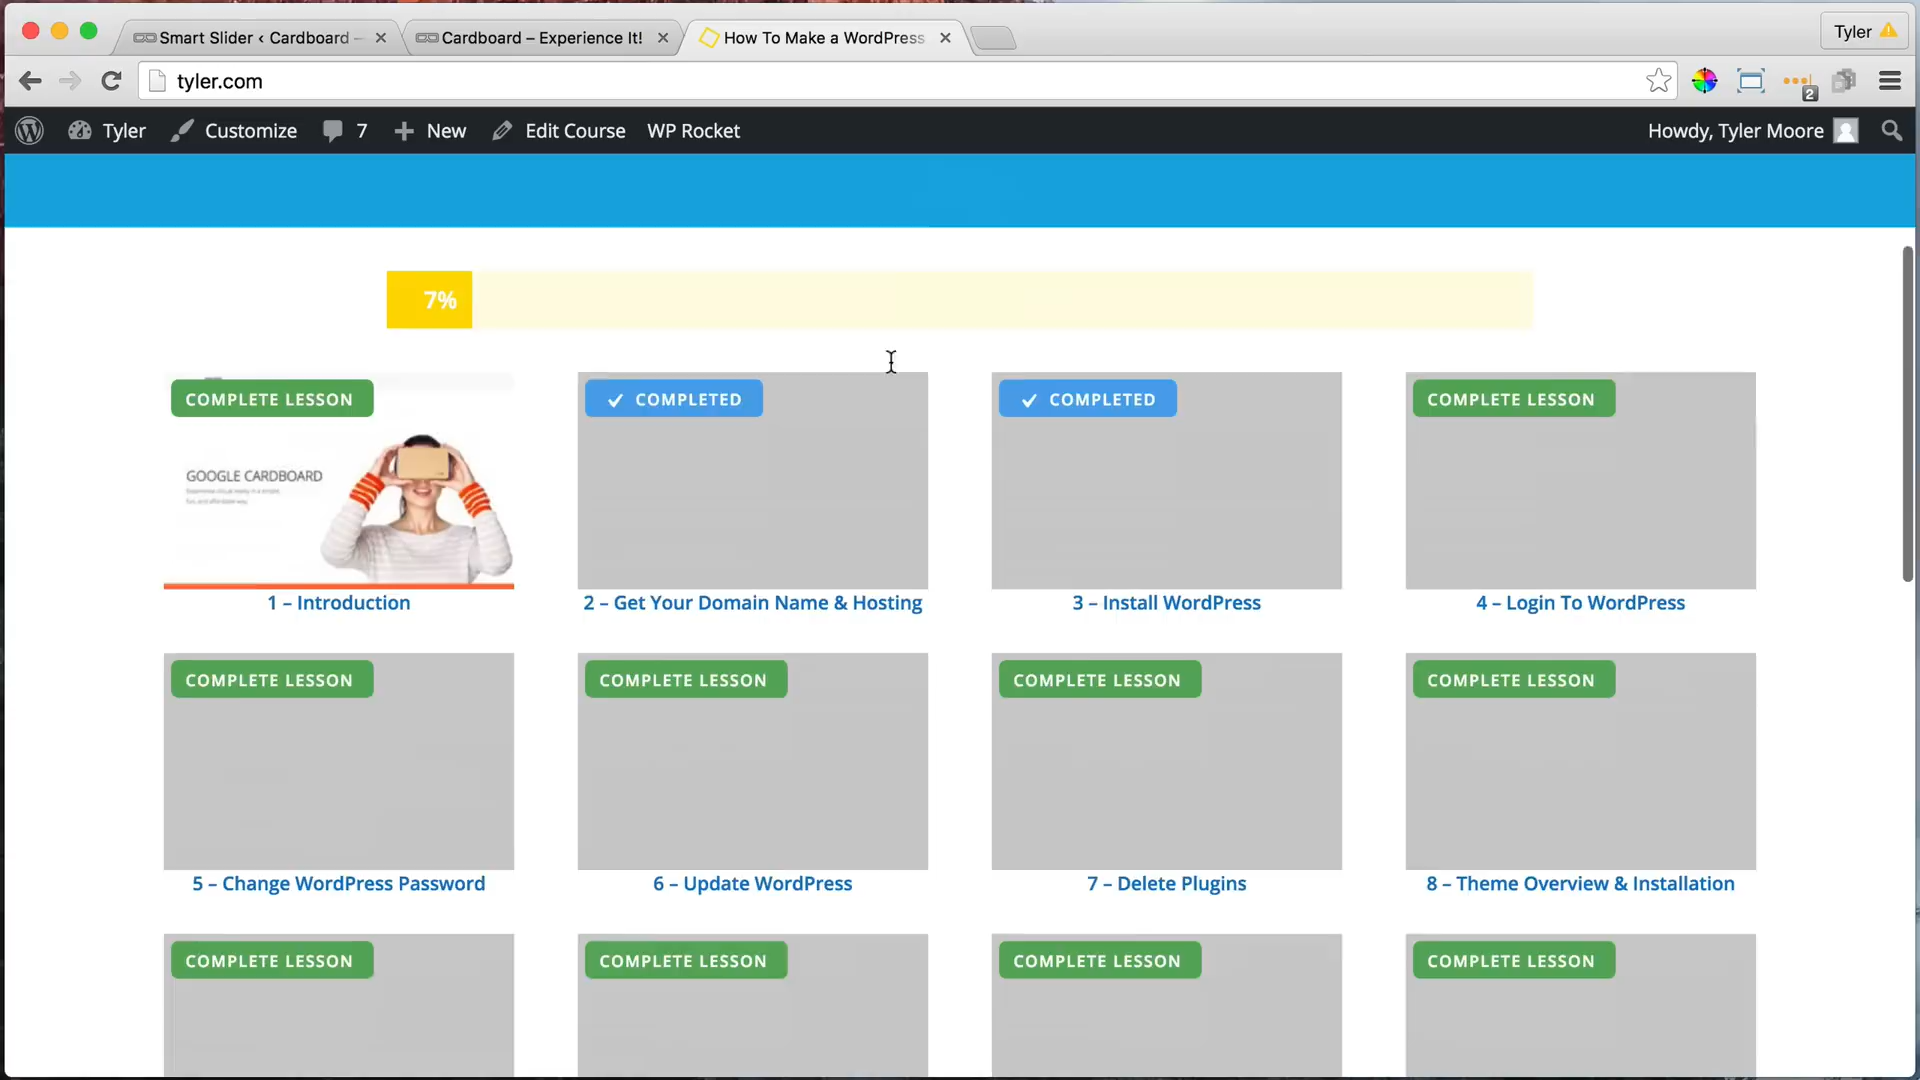 Smart Slider ‹ Cardboard –
Cardboard – Experience It!
How To Make a WordPress
Tyler
tyler.com
2
Tyler
Customize
7
New
Edit Course
WP Rocket
Howdy, Tyler Moore
7%
COMPLETE LESSON
COMPLETED
COMPLETED
COMPLETE LESSON
GOOGLE CARDBOARD
1 – Introduction
2 – Get Your Domain Name & Hosting
3 – Install WordPress
4 – Login To WordPress
COMPLETE LESSON
COMPLETE LESSON
COMPLETE LESSON
COMPLETE LESSON
5 – Change WordPress Password
6 – Update WordPress
7 – Delete Plugins
8 – Theme Overview & Installation
COMPLETE LESSON
COMPLETE LESSON
COMPLETE LESSON
COMPLETE LESSON